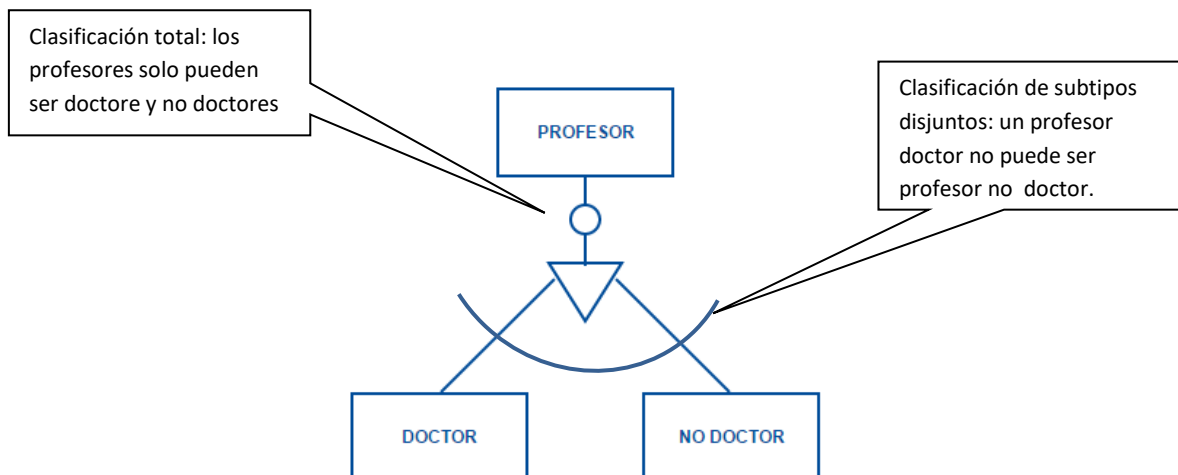 Clasificación total: los
profesores solo pueden
ser doctore y no doctores
PROFESOR
Clasificación de subtipos
disjuntos: un profesor
doctor no puede ser
profesor no doctor.
DOCTOR
NO DOCTOR